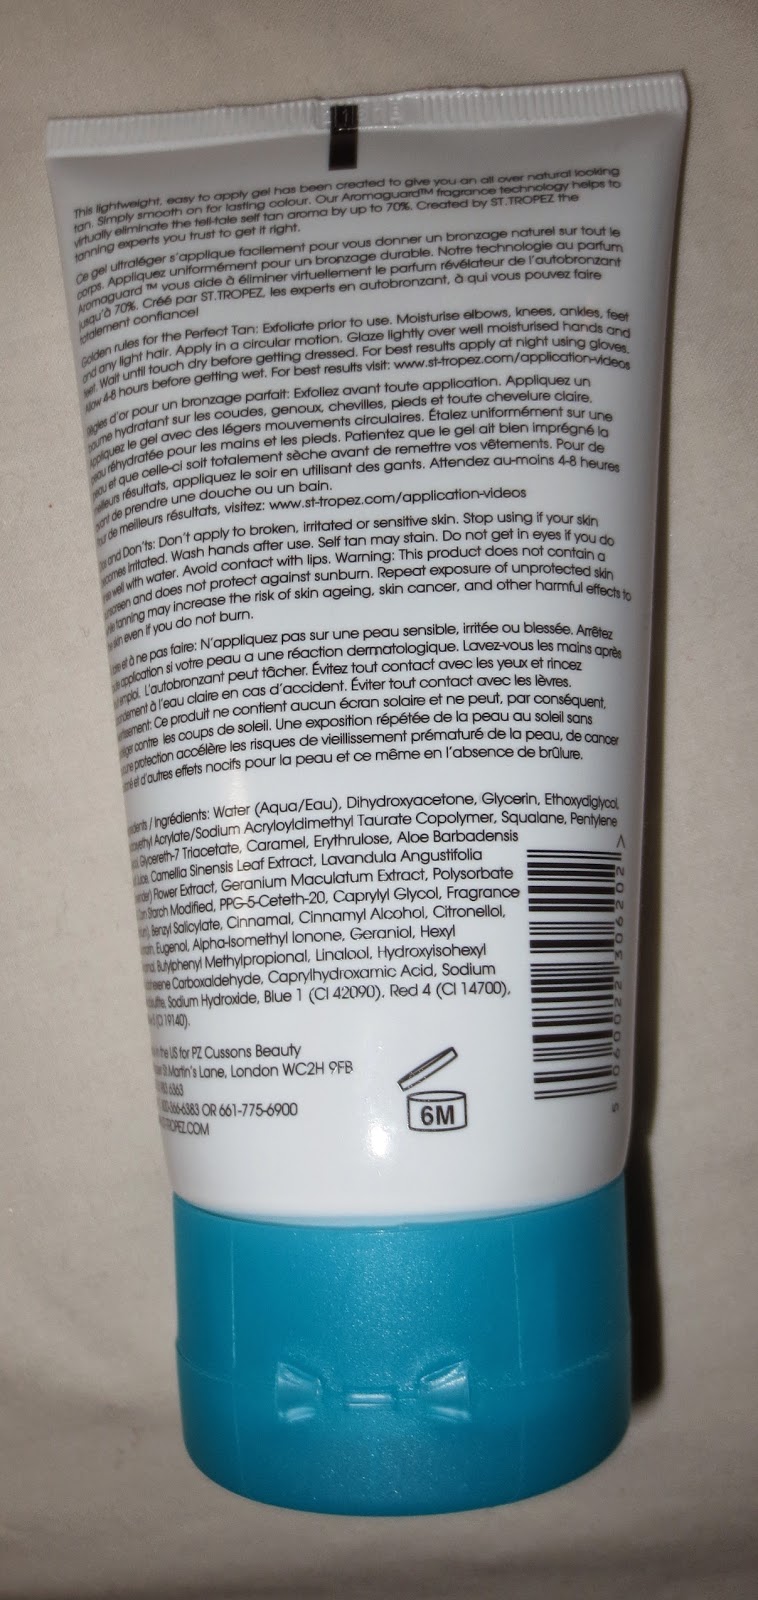 This lightweight, easy to apply gel has been created to give you an all over natural looking
tan. Simply smooth on for lasting colour. Our Aromaguard™ fragrance technology helps to
virtually eliminate the tell-tale self tan aroma by up to 70%. Created by ST.TROPEZ the
tanning experts you trust to get it right.
Ce gel ultraléger s'applique facilement pour vous donner un bronzage naturel sur tout le
corps. Appliquez uniformément pour un bronzage durable. Notre technologie au parfum
Aromaguard ™ vous aide à éliminer virtuellement le parfum révélateur de l'autobronzant
jusqu'à 70%. Créé par ST.TROPEZ, les experts en autobronzant, à qui vous pouvez faire
totalement confiance!
Golden rules for the Perfect Tan: Exfoliate prior to use. Moisturise elbows, knees, ankles, feet
and any light hair. Apply in a circular motion. Glaze lightly over well moisturised hands and
feet. Wait until touch dry before getting dressed. For best results apply at night using gloves.
Allow 4-8 hours before getting wet. For best results visit: www.st-tropez.com/application-videos
Règles d'or pour un bronzage parfait: Exfoliez avant toute application. Appliquez un
baume hydratant sur les coudes, genoux, chevilles, pieds et toute chevelure claire.
Appliquez le gel avec des légers mouvements circulaires. Étalez uniformément sur une
peau réhydratée pour les mains et les pieds. Patientez que le gel ait bien imprégné la
peau et que celle-ci soit totalement sèche avant de remettre vos vêtements. Pour de
meilleurs résultats, appliquez le soin en utilisant des gants. Attendez au-moins 4-8 heures
avant de prendre une douche ou un bain.
de meilleurs résultats, visitez: www.st-tropez.com/application-videos
and Don'ts: Don't apply to broken, irritated or sensitive skin. Stop using if your skin
irritated. Wash hands after use. Self tan may stain. Do not get in eyes if you do
well with water. Avoid contact with lips. Warning: This product does not contain a
and does not protect against sunburn. Repeat exposure of unprotected skin
tanning may increase the risk of skin ageing, skin cancer, and other harmful effects to
skin even if you do not burn.
et à ne pas faire: N'appliquez pas sur une peau sensible, irritée ou blessée. Arrêtez
application si votre peau a une réaction dermatologique. Lavez-vous les mains après
emploi. L'autobronzant peut tâcher. Évitez tout contact avec les yeux et rincez
à l'eau claire en cas d'accident. Éviter tout contact avec les lèvres.
Ce produit ne contient aucun écran solaire et ne peut, par conséquent,
contre les coups de soleil. Une exposition répétée de la peau au soleil sans
protection accélère les risques de vieillissement prématuré de la peau, de cancer
et d'autres effets nocifs pour la peau et ce même en l'absence de brûlure.
/ Ingrédients: Water (Aqua/Eau), Dihydroxyacetone, Glycerin, Ethoxydiglycol,
Acrylate/Sodium Acryloyldimethyl Taurate Copolymer, Squalane, Pentylene
Glycereth-7 Triacetate, Caramel, Erythrulose, Aloe Barbadensis
Juice, Camellia Sinensis Leaf Extract, Lavandula Angustifolia
Flower Extract, Geranium Maculatum Extract, Polysorbate
Corn Starch Modified, PPG-5-Ceteth-20, Caprylyl Glycol, Fragrance
Benzyl Salicylate, Cinnamal, Cinnamyl Alcohol, Citronellol,
Eugenol, Alpha-Isomethyl Ionone, Geraniol, Hexyl
Butylphenyl Methylpropional, Linalool, Hydroxyisohexyl
Carboxaldehyde, Caprylhydroxamic Acid, Sodium
Sodium Hydroxide, Blue 1 (CI 42090), Red 4 (CI 14700),
(CI 19140).
in the US for PZ Cussons Beauty
St Martin's Lane, London WC2H 9FB
6363
OR 661-775-6900
6M
5 060022 306202 >